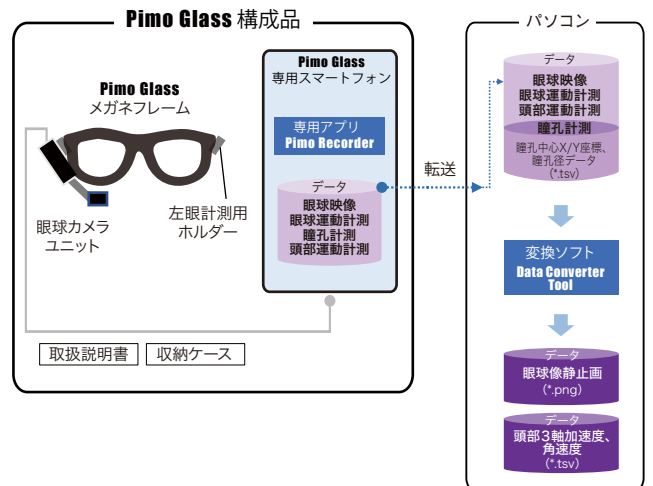 Pimo Glass 構成品
Pimo Glass
メガネフレーム
眼球カメラ
ユニット
左眼計測用
ホルダー
Pimo Glass
専用スマートフォン
専用アプリ
Pimo Recorder
データ
眼球映像
眼球運動計測
瞳孔計測
頭部運動計測
取扱説明書
収納ケース
転送
パソコン
データ
眼球映像
眼球運動計測
頭部運動計測
瞳孔計測
瞳孔中心X/Y座標、
瞳孔径データ
(*.tsv)
変換ソフト
Data Converter
Tool
データ
眼球像静止画
(*.png)
データ
頭部3軸加速度、
角速度
(*.tsv)